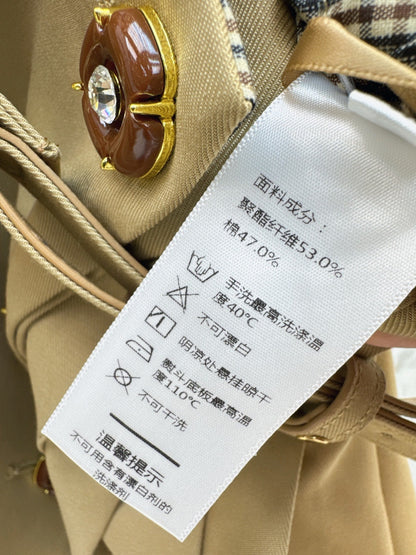 面料成分：
聚酯纤维53.0%
棉47.0%
手洗最高洗涤温
度40℃
不可漂白
阴凉处悬挂晾干
熨斗底板最高温
度110℃
不可干洗
温馨提示
不可用含有漂白剂的
洗涤剂